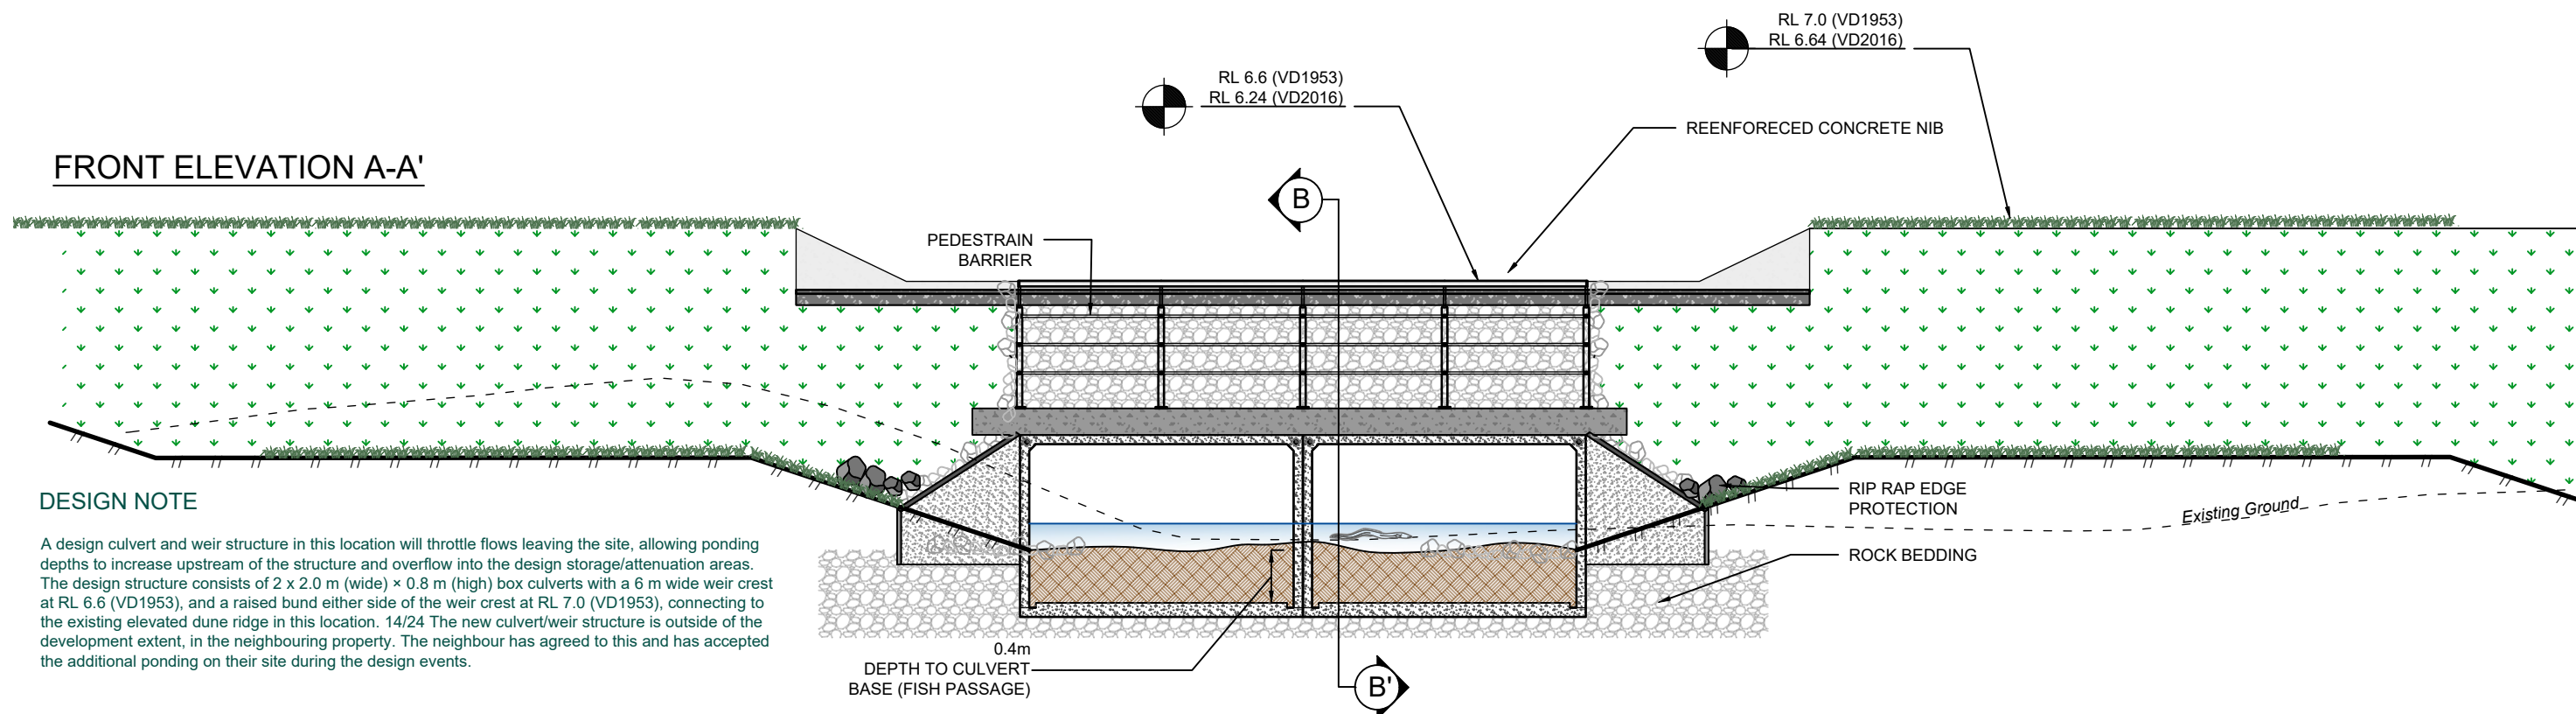 RL 7.0 (VD1953)
RL 6.64 (VD2016)
RL 6.6 (VD1953)
RL 6.24 (VD2016)
REENFORECED CONCRETE NIB
FRONT ELEVATION A-A'
B
PEDESTRAIN
BARRIER
DESIGN NOTE
A design culvert and weir structure in this location will throttle flows leaving the site, allowing ponding
depths to increase upstream of the structure and overflow into the design storage/attenuation areas.
The design structure consists of 2 x 2.0 m (wide) × 0.8 m (high) box culverts with a 6 m wide weir crest
at RL 6.6 (VD1953), and a raised bund either side of the weir crest at RL 7.0 (VD1953), connecting to
the existing elevated dune ridge in this location. 14/24 The new culvert/weir structure is outside of the
development extent, in the neighbouring property. The neighbour has agreed to this and has accepted
the additional ponding on their site during the design events.
RIP RAP EDGE
PROTECTION
Existing Ground
ROCK BEDDING
0.4m
DEPTH TO CULVERT
BASE (FISH PASSAGE)
B'